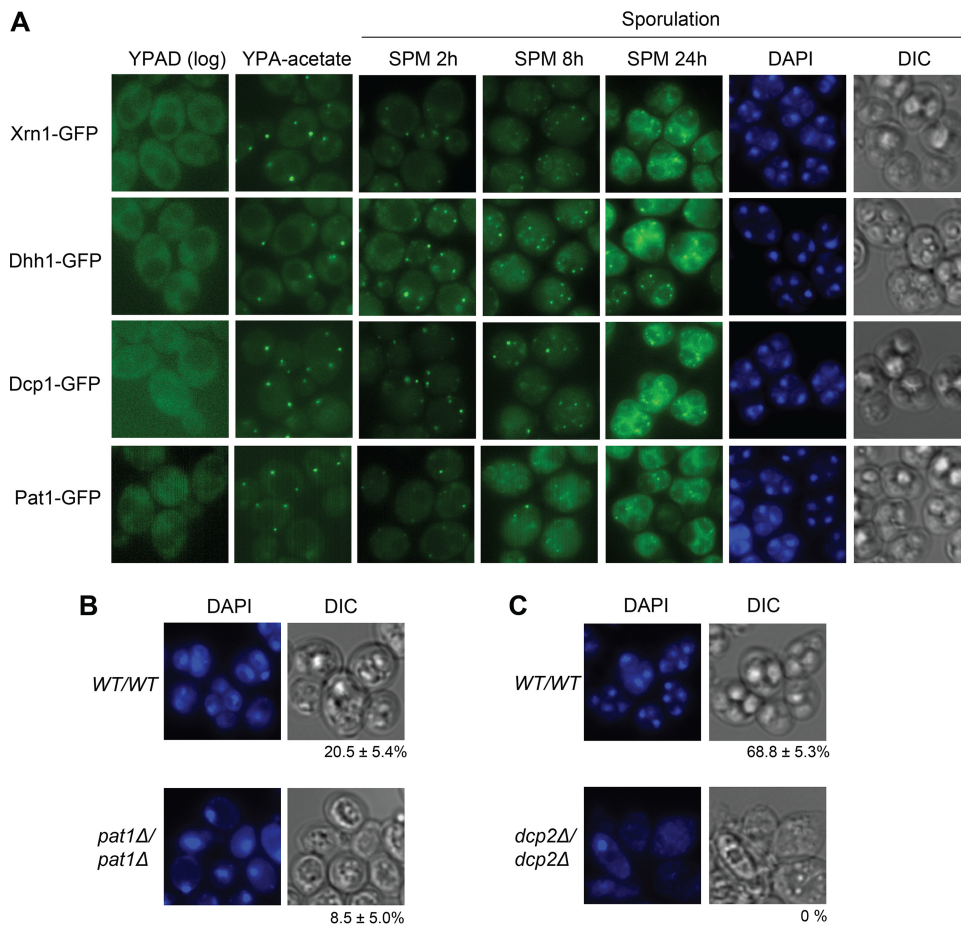 A
Sporulation
YPAD (log) YPA-acetate SPM 2h SPM 8h SPM 24h DAPI DIC
Xrn1-GFP
Dhh1-GFP
Dcp1-GFP
Pat1-GFP
B
DAPI DIC
WT/WT
20.5 ± 5.4%
pat1Δ/
pat1Δ
8.5 ± 5.0%
C
DAPI DIC
WT/WT
68.8 ± 5.3%
dcp2Δ/
dcp2Δ
0 %